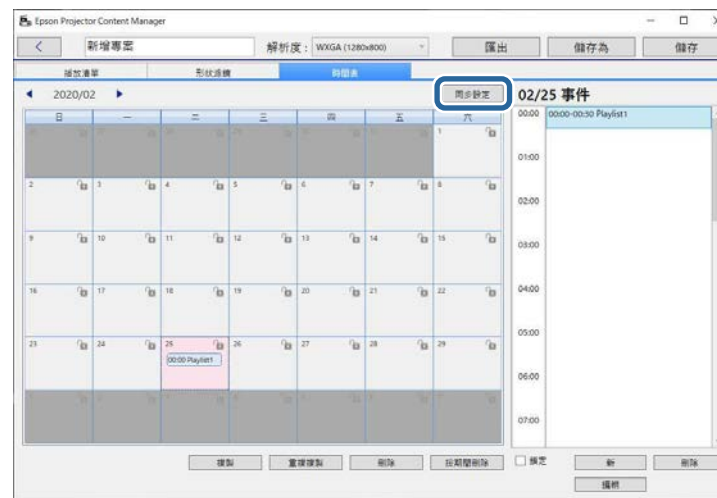 Epson Projector Content Manager
< 新增專案 解析度： WXGA (1280x800) 匯出 儲存為 儲存
播放清單 形狀遮罩 時間表
2020/02 同步設定 02/25 事件
日 一 二 三 四 五 六
00:00 00:00-00:30 Playlist1
1
01:00
2 3 4 5 6 7 8
02:00
9 10 11 12 13 14 15
03:00
16 17 18 19 20 21 22
04:00
23 24 25 26 27 28 29
05:00
00:00 Playlist1
06:00
07:00
複製 重複複製 刪除 按期間刪除 鎖定 新 刪除
編輯